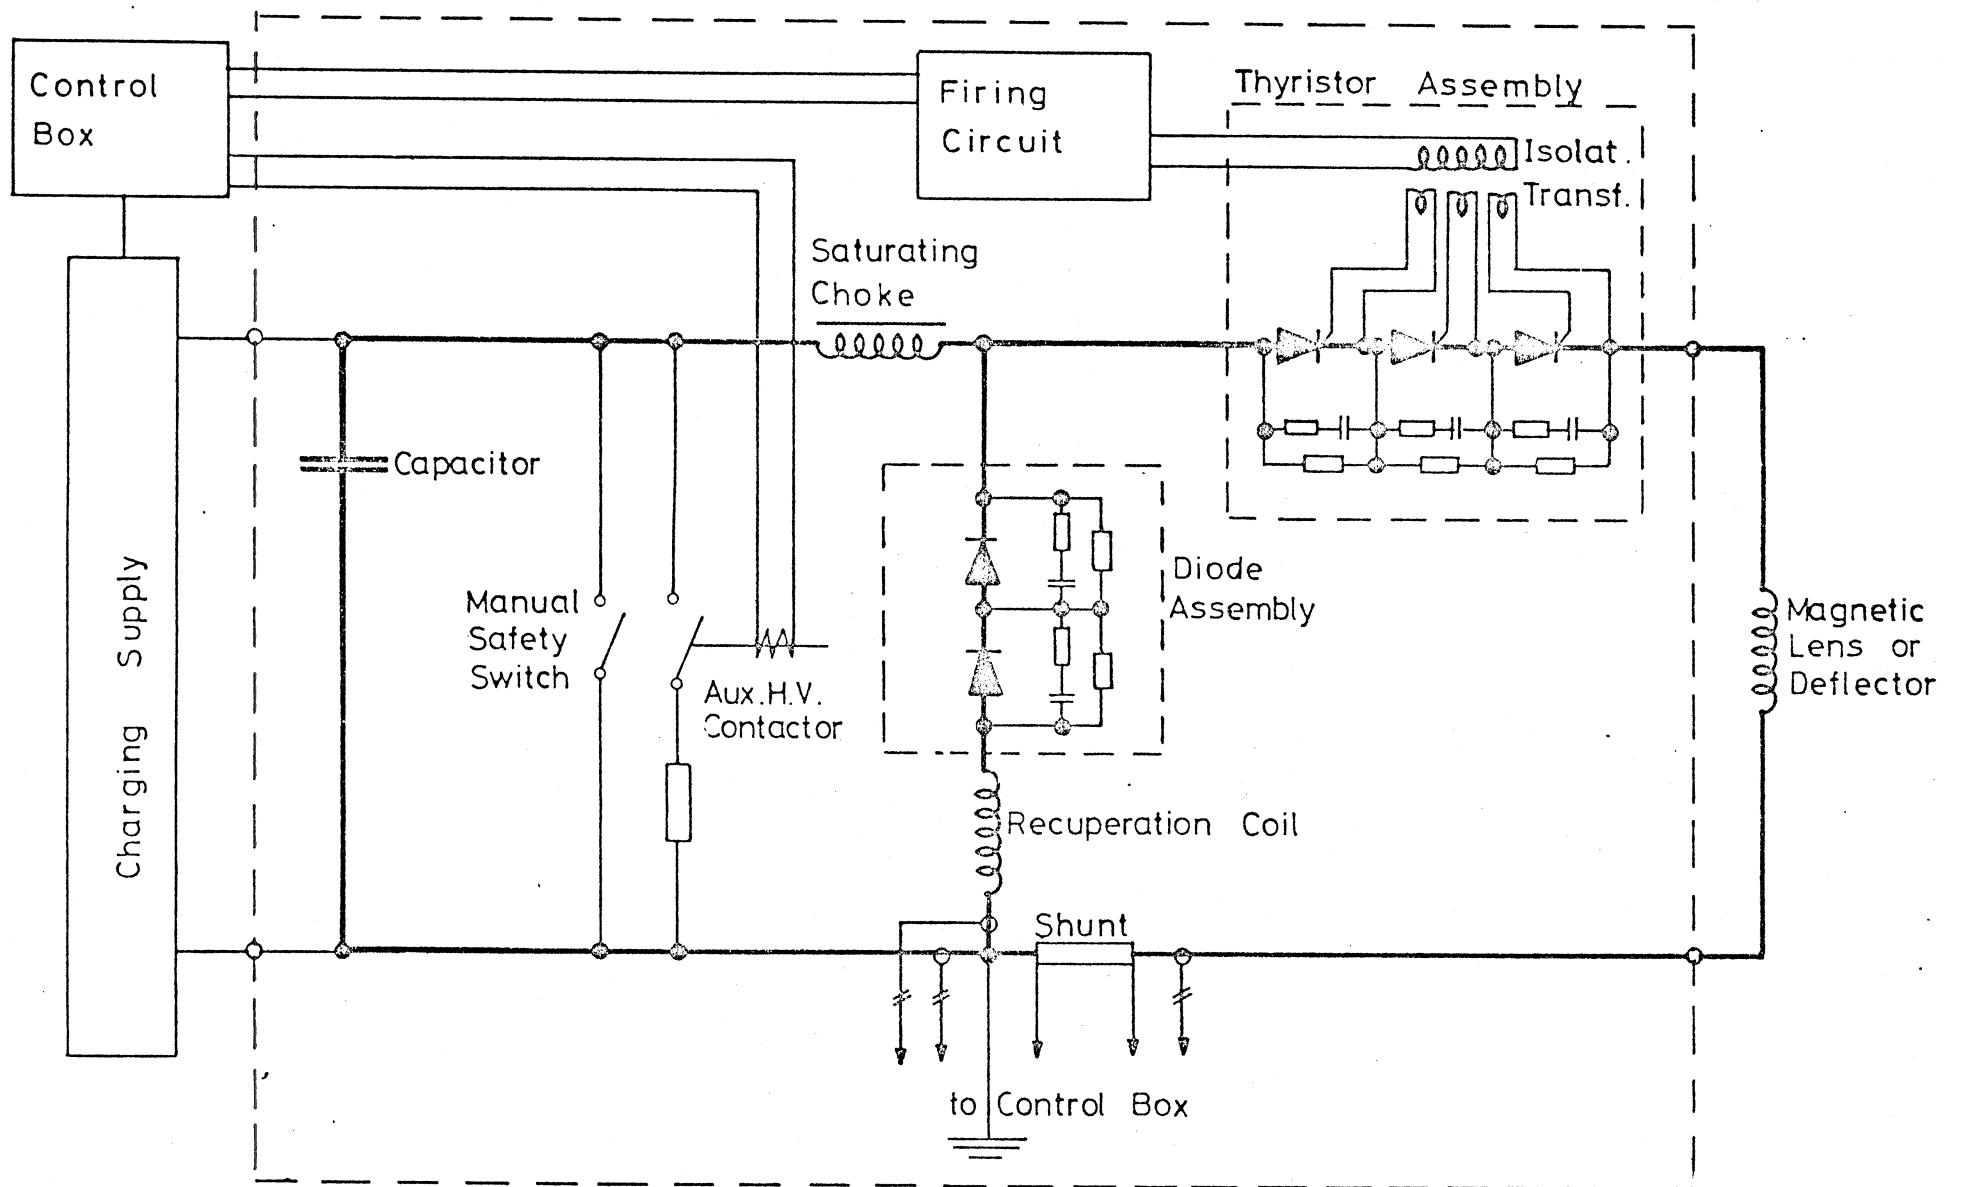 Control
Box
Firing
Circuit
Thyristor Assembly
Isolat.
Transf.
Saturating
Choke
Capacitor
Charging Supply
Manual
Safety
Switch
Aux.H.V.
Contactor
Diode
Assembly
Magnetic
Lens or
Deflector
Recuperation Coil
Shunt
to Control Box